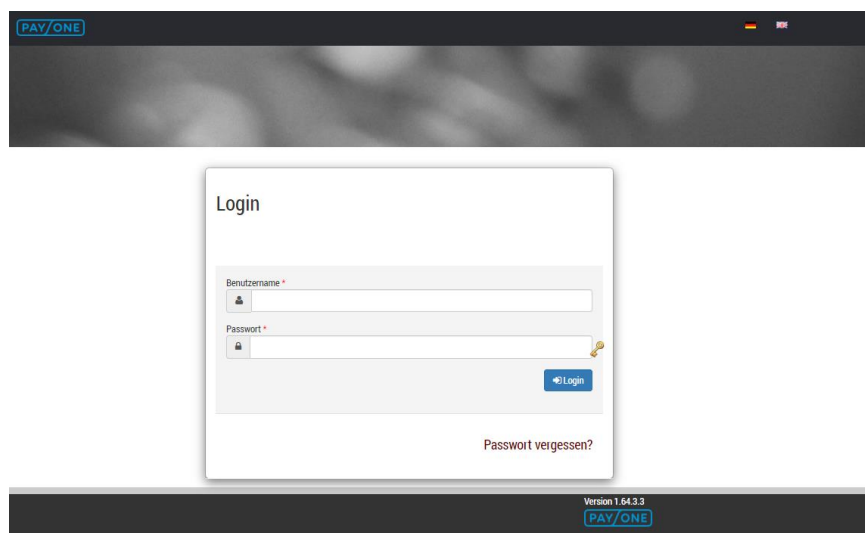 PAY/ONE
Login
Benutzername *
Passwort *
Login
Passwort vergessen?
Version 1.64.3.3
PAY/ONE